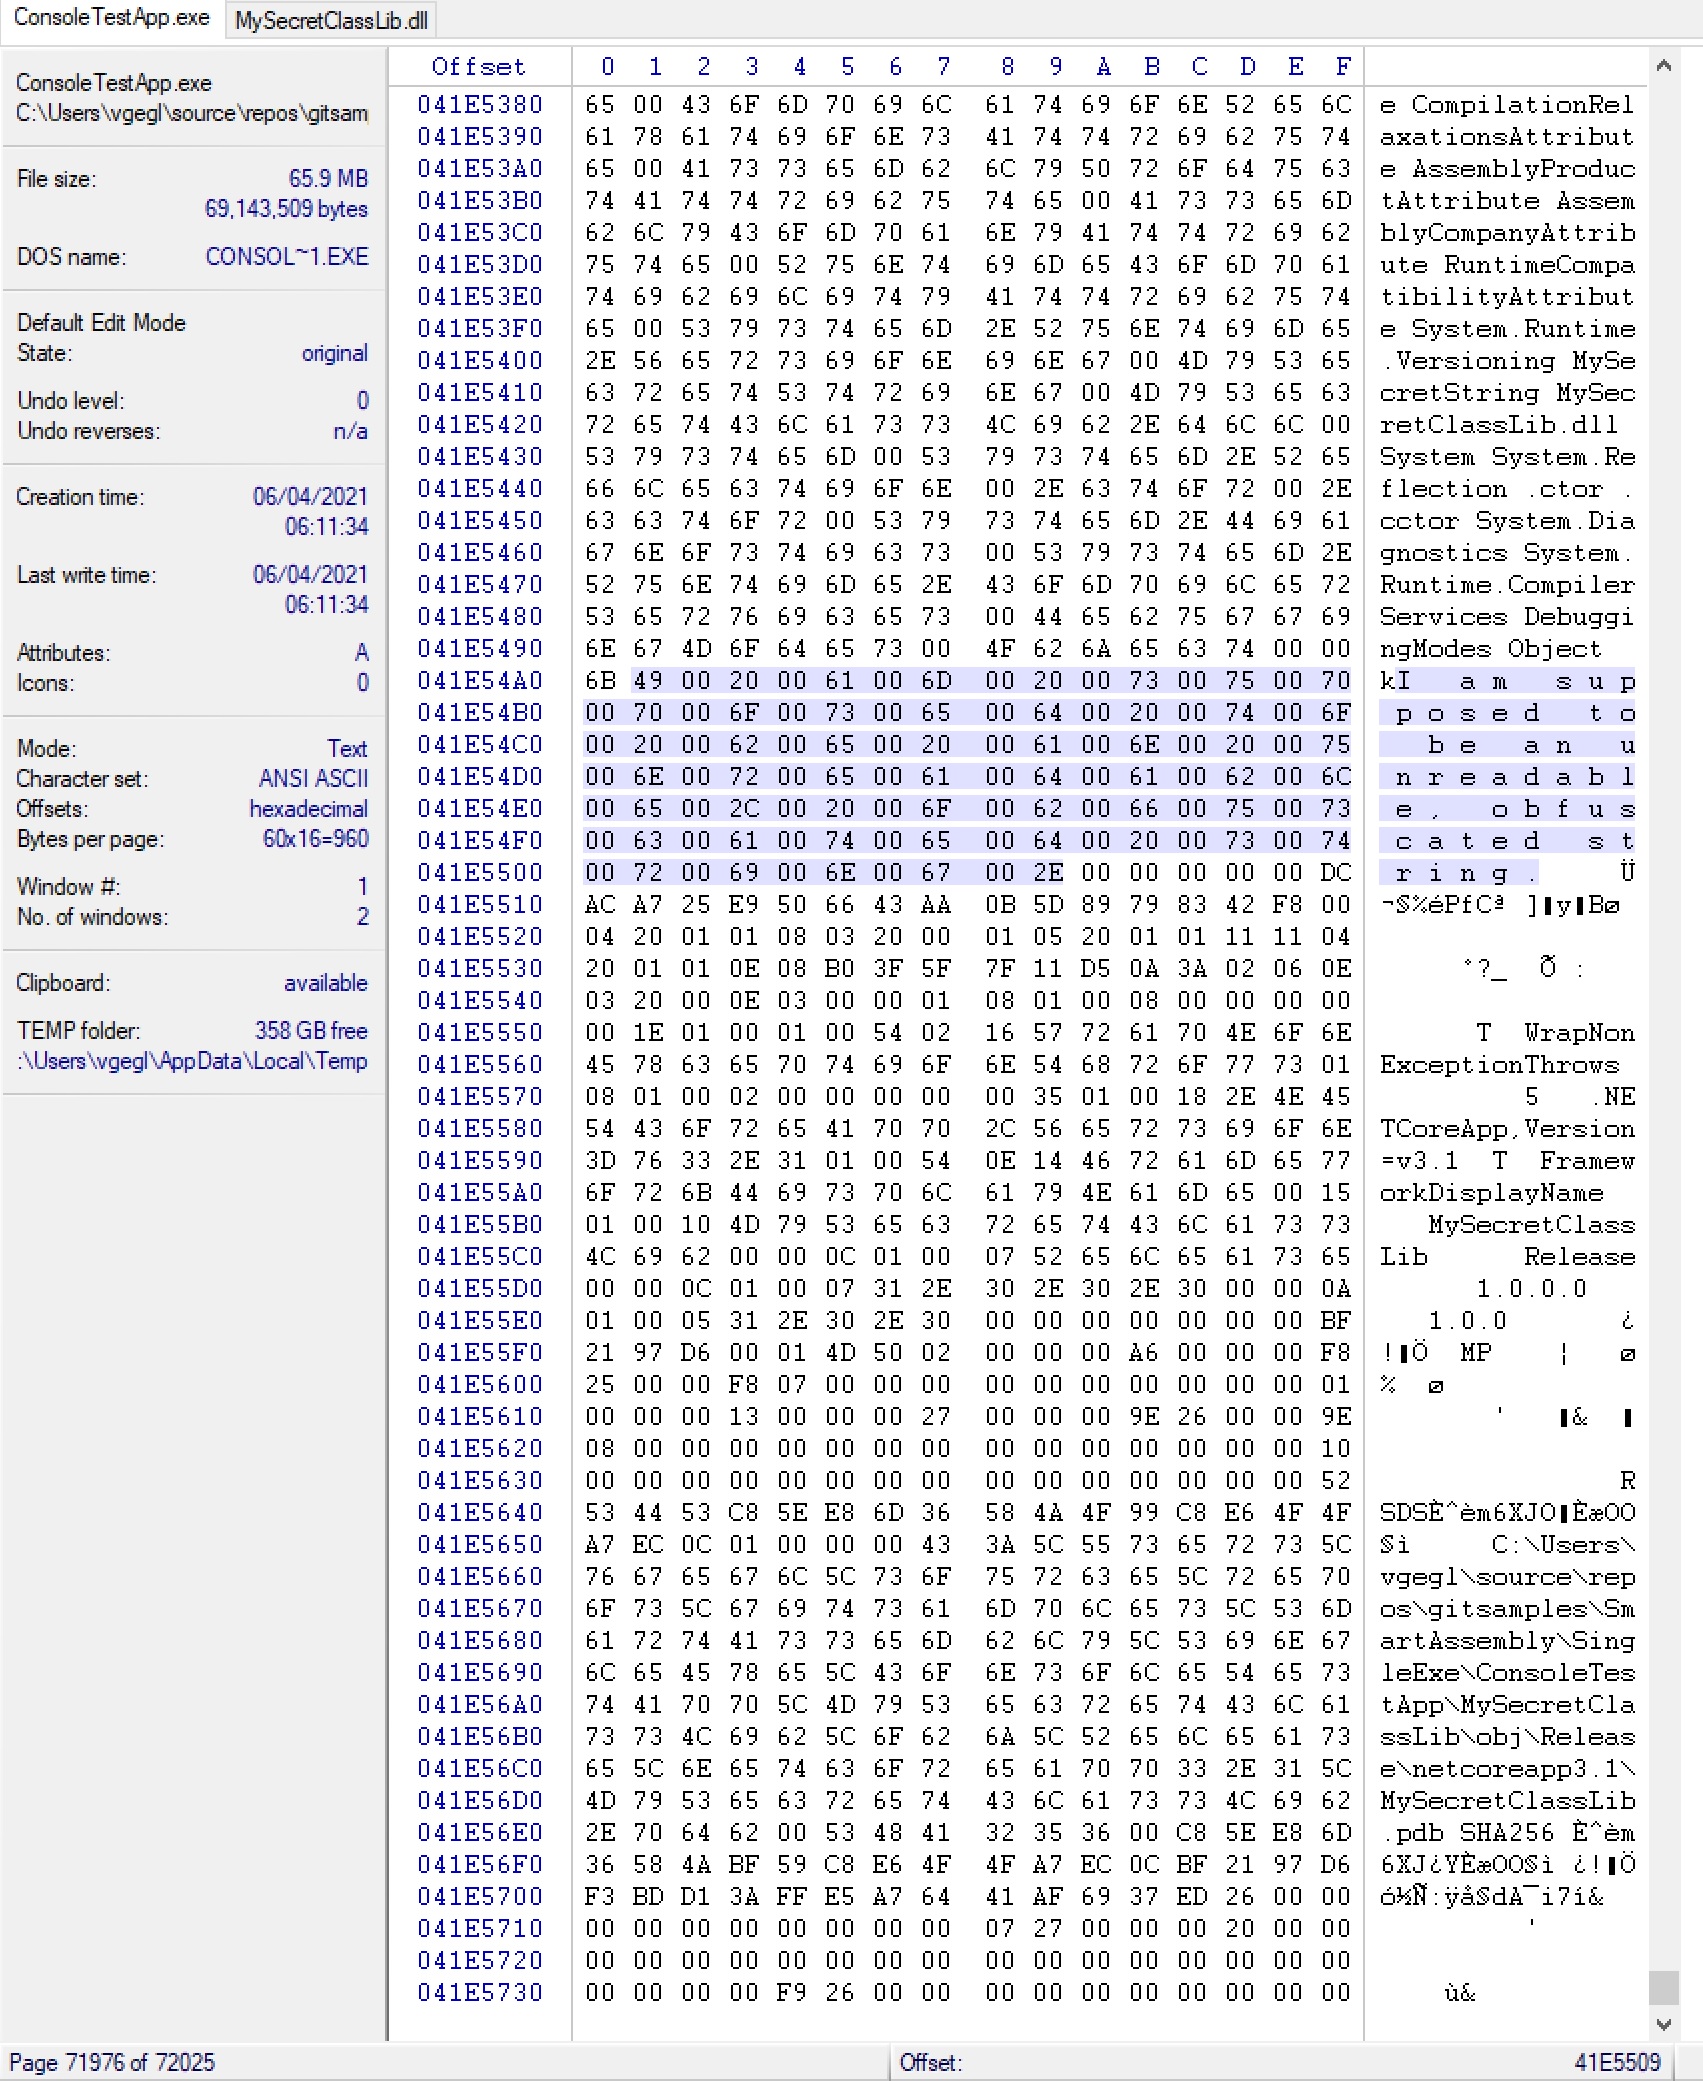 ConsoleTestApp.exe MySecretClassLib.dll
ConsoleTestApp.exe
C:\Users\vgegl\source\repos\gitsam
File size: 65.9 MB
69,143,509 bytes
DOS name: CONSOL~1.EXE
Default Edit Mode
State: original
Undo level: 0
Undo reverses: n/a
Creation time: 06/04/2021
06:11:34
Last write time: 06/04/2021
06:11:34
Attributes: A
Icons: 0
Mode: Text
Character set: ANSI ASCII
Offsets: hexadecimal
Bytes per page: 60x16=960
Window #: 1
No. of windows: 2
Clipboard: available
TEMP folder: 358 GB free
:\Users\vgegl\AppData\Local\Temp
Offset 0 1 2 3 4 5 6 7 8 9 A B C D E F
041E5380 65 00 43 6F 6D 70 69 6C 61 74 69 6F 6E 52 65 6C e CompilationRel
041E5390 61 78 61 74 69 6F 6E 73 41 74 74 72 69 62 75 74 axationsAttribut
041E53A0 65 00 41 73 73 65 6D 62 6C 79 50 72 6F 64 75 63 e AssemblyProduc
041E53B0 74 41 74 74 72 69 62 75 74 65 00 41 73 73 65 6D tAttribute Assem
041E53C0 62 6C 79 43 6F 6D 70 61 6E 79 41 74 74 72 69 62 blyCompanyAttrib
041E53D0 75 74 65 00 52 75 6E 74 69 6D 65 43 6F 6D 70 61 ute RuntimeCompa
041E53E0 74 69 62 69 6C 69 74 79 41 74 74 72 69 62 75 74 tibilityAttribut
041E53F0 65 00 53 79 73 74 65 6D 2E 52 75 6E 74 69 6D 65 e System.Runtime
041E5400 2E 56 65 72 73 69 6F 6E 69 6E 67 00 4D 79 53 65 .Versioning MySe
041E5410 63 72 65 74 53 74 72 69 6E 67 00 4D 79 53 65 63 cretString MySec
041E5420 72 65 74 43 6C 61 73 73 4C 69 62 2E 64 6C 6C 00 retClassLib.dll
041E5430 53 79 73 74 65 6D 00 53 79 73 74 65 6D 2E 52 65 System System.Re
041E5440 66 6C 65 63 74 69 6F 6E 00 2E 63 74 6F 72 00 2E flection .ctor .
041E5450 63 63 74 6F 72 00 53 79 73 74 65 6D 2E 44 69 61 cctor System.Dia
041E5460 67 6E 6F 73 74 69 63 73 00 53 79 73 74 65 6D 2E gnostics System.
041E5470 52 75 6E 74 69 6D 65 2E 43 6F 6D 70 69 6C 65 72 Runtime.Compiler
041E5480 53 65 72 76 69 63 65 73 00 44 65 62 75 67 67 69 Services Debuggi
041E5490 6E 67 4D 6F 64 65 73 00 4F 62 6A 65 63 74 00 00 ngModes Object
041E54A0 6B 49 00 20 00 61 00 6D 00 20 00 73 00 75 00 70 kI a m s u p
041E54B0 00 70 00 6F 00 73 00 65 00 64 00 20 00 74 00 6F p o s e d t o
041E54C0 00 20 00 62 00 65 00 20 00 61 00 6E 00 20 00 75 b e a n u
041E54D0 00 6E 00 72 00 65 00 61 00 64 00 61 00 62 00 6C n r e a d a b l
041E54E0 00 65 00 2C 00 20 00 6F 00 62 00 66 00 75 00 73 e , o b f u s
041E54F0 00 63 00 61 00 74 00 65 00 64 00 20 00 73 00 74 c a t e d s t
041E5500 00 72 00 69 00 6E 00 67 00 2E 00 00 00 00 00 DC r i n g . Ü
041E5510 AC A7 25 E9 50 66 43 AA 0B 5D 89 79 83 42 F8 00 ¬§%éPfCª ]▮y▮Bø
041E5520 04 20 01 01 08 03 20 00 01 05 20 01 01 11 11 04
041E5530 20 01 01 0E 08 B0 3F 5F 7F 11 D5 0A 3A 02 06 0E °?_ Õ :
041E5540 03 20 00 0E 03 00 00 01 08 01 00 08 00 00 00 00
041E5550 00 1E 01 00 01 00 54 02 16 57 72 61 70 4E 6F 6E T WrapNon
041E5560 45 78 63 65 70 74 69 6F 6E 54 68 72 6F 77 73 01 ExceptionThrows
041E5570 08 01 00 02 00 00 00 00 00 35 01 00 18 2E 4E 45 5 .NE
041E5580 54 43 6F 72 65 41 70 70 2C 56 65 72 73 69 6F 6E TCoreApp,Version
041E5590 3D 76 33 2E 31 01 00 54 0E 14 46 72 61 6D 65 77 =v3.1 T Framew
041E55A0 6F 72 6B 44 69 73 70 6C 61 79 4E 61 6D 65 00 15 orkDisplayName
041E55B0 01 00 10 4D 79 53 65 63 72 65 74 43 6C 61 73 73 MySecretClass
041E55C0 4C 69 62 00 00 0C 01 00 07 52 65 6C 65 61 73 65 Lib Release
041E55D0 00 00 0C 01 00 07 31 2E 30 2E 30 2E 30 00 00 0A 1.0.0.0
041E55E0 01 00 05 31 2E 30 2E 30 00 00 00 00 00 00 00 BF 1.0.0 ¿
041E55F0 21 97 D6 00 01 4D 50 02 00 00 00 A6 00 00 00 F8 !▮Ö MP ¦ ø
041E5600 25 00 00 F8 07 00 00 00 00 00 00 00 00 00 00 01 % ø
041E5610 00 00 00 13 00 00 00 27 00 00 00 9E 26 00 00 9E ' ▮& ▮
041E5620 08 00 00 00 00 00 00 00 00 00 00 00 00 00 00 10
041E5630 00 00 00 00 00 00 00 00 00 00 00 00 00 00 00 52 R
041E5640 53 44 53 C8 5E E8 6D 36 58 4A 4F 99 C8 E6 4F 4F SDSÈ^èm6XJO▮ÈæOO
041E5650 A7 EC 0C 01 00 00 00 43 3A 5C 55 73 65 72 73 5C §ì C:\Users\
041E5660 76 67 65 67 6C 5C 73 6F 75 72 63 65 5C 72 65 70 vgegl\source\rep
041E5670 6F 73 5C 67 69 74 73 61 6D 70 6C 65 73 5C 53 6D os\gitsamples\Sm
041E5680 61 72 74 41 73 73 65 6D 62 6C 79 5C 53 69 6E 67 artAssembly\Sing
041E5690 6C 65 45 78 65 5C 43 6F 6E 73 6F 6C 65 54 65 73 leExe\ConsoleTes
041E56A0 74 41 70 70 5C 4D 79 53 65 63 72 65 74 43 6C 61 tApp\MySecretCla
041E56B0 73 73 4C 69 62 5C 6F 62 6A 5C 52 65 6C 65 61 73 ssLib\obj\Releas
041E56C0 65 5C 6E 65 74 63 6F 72 65 61 70 70 33 2E 31 5C e\netcoreapp3.1\
041E56D0 4D 79 53 65 63 72 65 74 43 6C 61 73 73 4C 69 62 MySecretClassLib
041E56E0 2E 70 64 62 00 53 48 41 32 35 36 00 C8 5E E8 6D .pdb SHA256 È^èm
041E56F0 36 58 4A BF 59 C8 E6 4F 4F A7 EC 0C BF 21 97 D6 6XJ¿YÈæOO§ì ¿!▮Ö
041E5700 F3 BD D1 3A FF E5 A7 64 41 AF 69 37 ED 26 00 00 ó½Ñ:ÿå§dA¯i7í&
041E5710 00 00 00 00 00 00 00 00 07 27 00 00 00 20 00 00 '
041E5720 00 00 00 00 00 00 00 00 00 00 00 00 00 00 00 00
041E5730 00 00 00 00 F9 26 00 00 00 00 00 00 00 00 00 00 ù&
Page 71976 of 72025 Offset: 41E5509